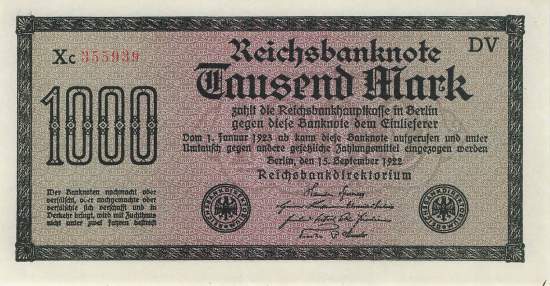 Xc 355939
DV
Reichsbanknote
Tausend Mark
1000
zahlt die Reichsbankhauptkasse in Berlin
gegen diese Banknote dem Einlieferer
Vom 1. Januar 1923 ab kann diese Banknote aufgerufen und unter
Umtausch gegen andere gesetzliche Zahlungsmittel eingezogen werden
Berlin, den 15. September 1922
Reichsbankdirektorium
Wer Banknoten nachmacht oder
verfälscht, oder nachgemachte oder
verfälschte sich verschafft und in
Verkehr bringt, wird mit Zuchthaus
nicht unter zwei Jahren bestraft